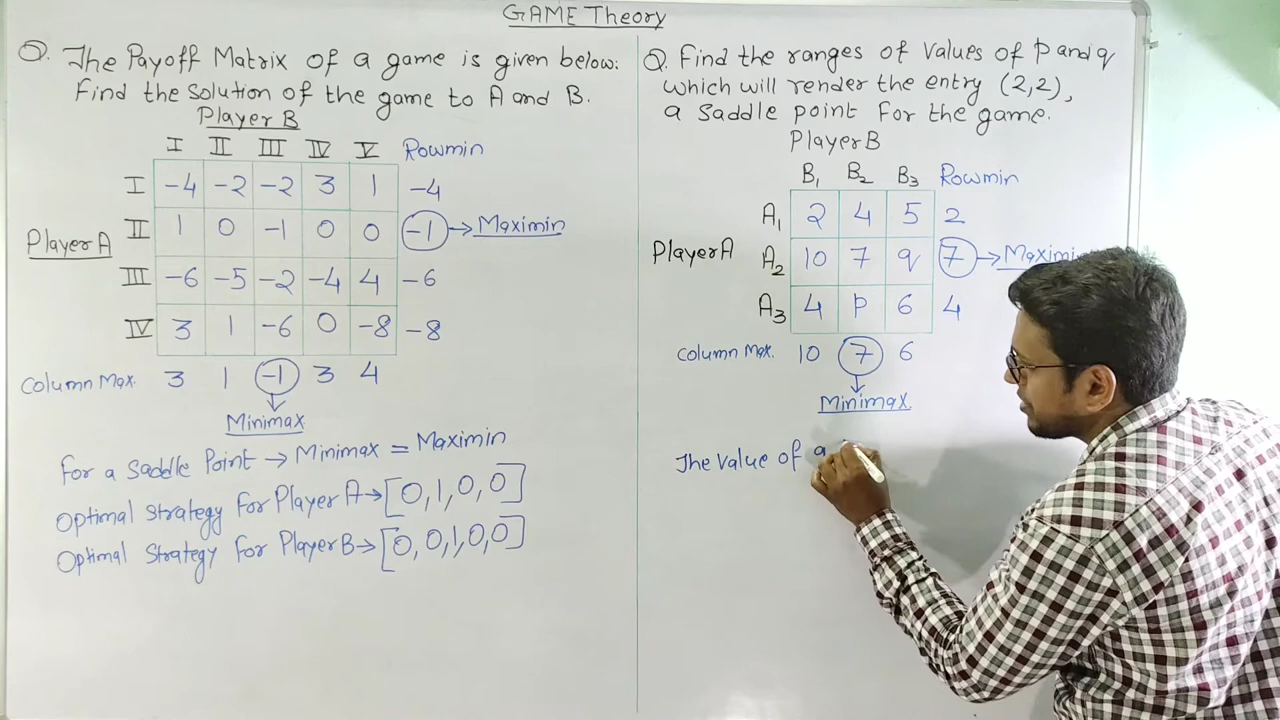 GAME Theory
Q. The Payoff Matrix of a game is given below.
Find the Solution of the game to A and B.
Player B
I II III IV V Rowmin
I -4 -2 -2 3 1 -4
Player A II 1 0 -1 0 0 -1 → Maximin
III -6 -5 -2 -4 4 -6
IV 3 1 -6 0 -8 -8
Column Max. 3 1 -1 3 4
Minimax
For a Saddle Point → Minimax = Maximin
Optimal Strategy for Player A → [0, 1, 0, 0]
Optimal Strategy for Player B → [0, 0, 1, 0, 0]
Q. Find the ranges of Values of p and q
which will render the entry (2,2),
a Saddle point for the game.
Player B
B1 B2 B3 Rowmin
A1 2 4 5 2
Player A A2 10 7 q 7 → Maximin
A3 4 p 6 4
Column Max. 10 7 6
Minimax
The Value of a